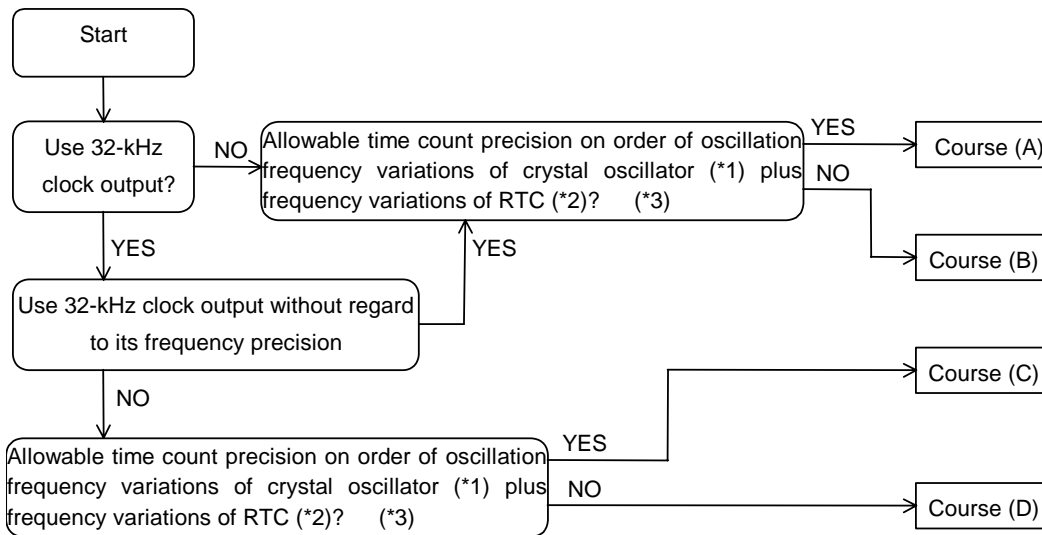 Start
Use 32-kHz
clock output?
NO
YES
Allowable time count precision on order of oscillation
frequency variations of crystal oscillator (*1) plus
frequency variations of RTC (*2)? (*3)
YES
NO
Course (A)
Course (B)
Use 32-kHz clock output without regard
to its frequency precision
YES
NO
Allowable time count precision on order of oscillation
frequency variations of crystal oscillator (*1) plus
frequency variations of RTC (*2)? (*3)
YES
NO
Course (C)
Course (D)